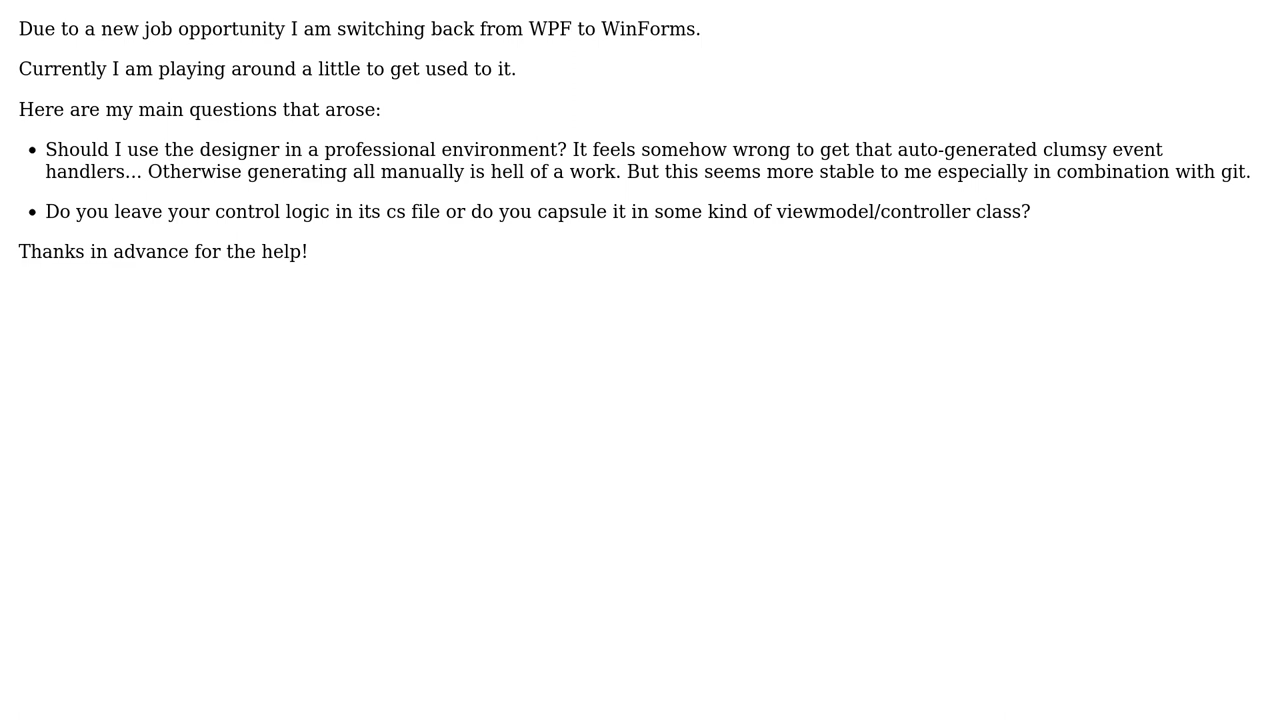 Due to a new job opportunity I am switching back from WPF to WinForms.
Currently I am playing around a little to get used to it.
Here are my main questions that arose:
• Should I use the designer in a professional environment? It feels somehow wrong to get that auto-generated clumsy event
handlers... Otherwise generating all manually is hell of a work. But this seems more stable to me especially in combination with git.
• Do you leave your control logic in its cs file or do you capsule it in some kind of viewmodel/controller class?
Thanks in advance for the help!